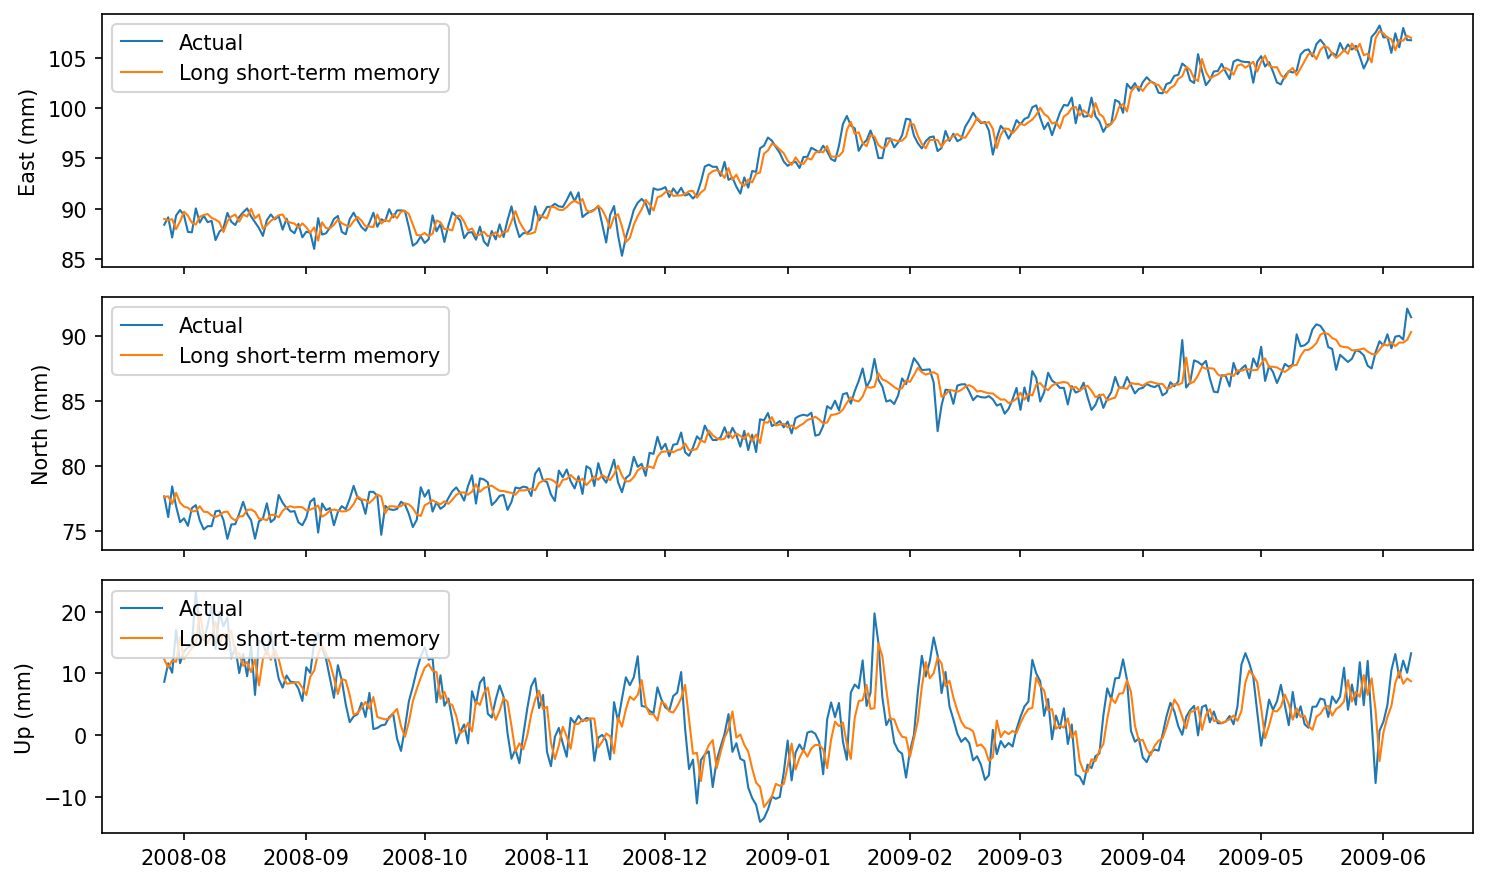 East (mm)
105
100
95
90
85
Actual
Long short-term memory
North (mm)
90
85
80
75
Actual
Long short-term memory
Up (mm)
20
10
0
−10
Actual
Long short-term memory
2008-08 2008-09 2008-10 2008-11 2008-12 2009-01 2009-02 2009-03 2009-04 2009-05 2009-06